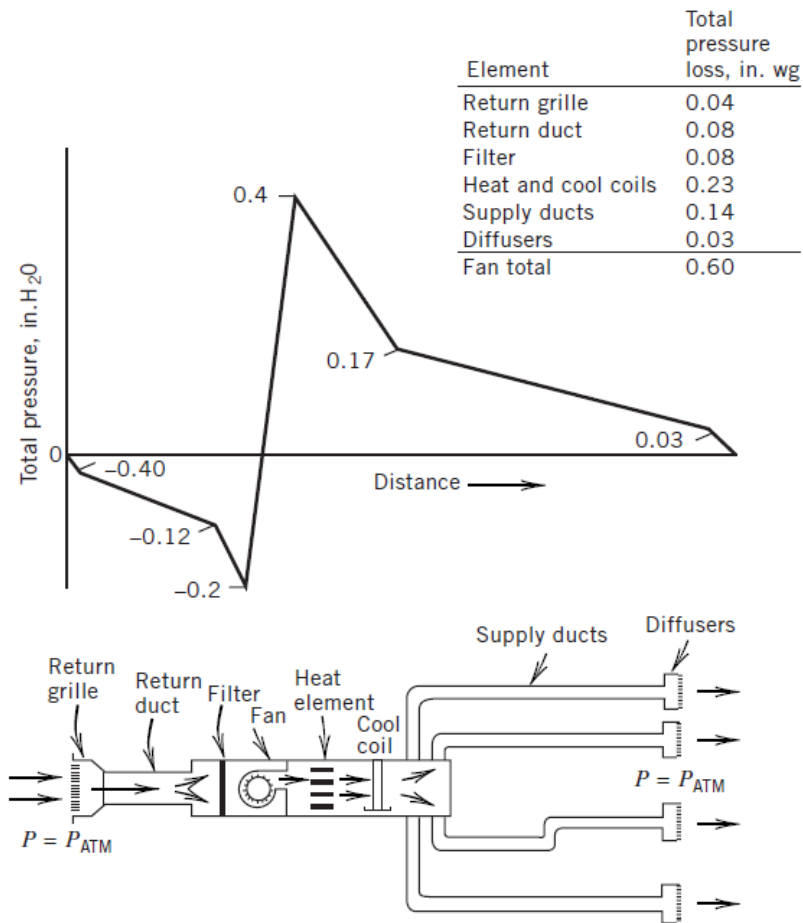 Total
pressure
Element loss, in. wg
Return grille 0.04
Return duct 0.08
Filter 0.08
Heat and cool coils 0.23
Supply ducts 0.14
Diffusers 0.03
Fan total 0.60
Total pressure, in.H2O
0.4
0.17
0.03
0
–0.40
Distance
–0.12
–0.2
Supply ducts
Diffusers
Return
grille
Return
duct
Filter
Fan
Heat
element
Cool
coil
P = PATM
P = PATM